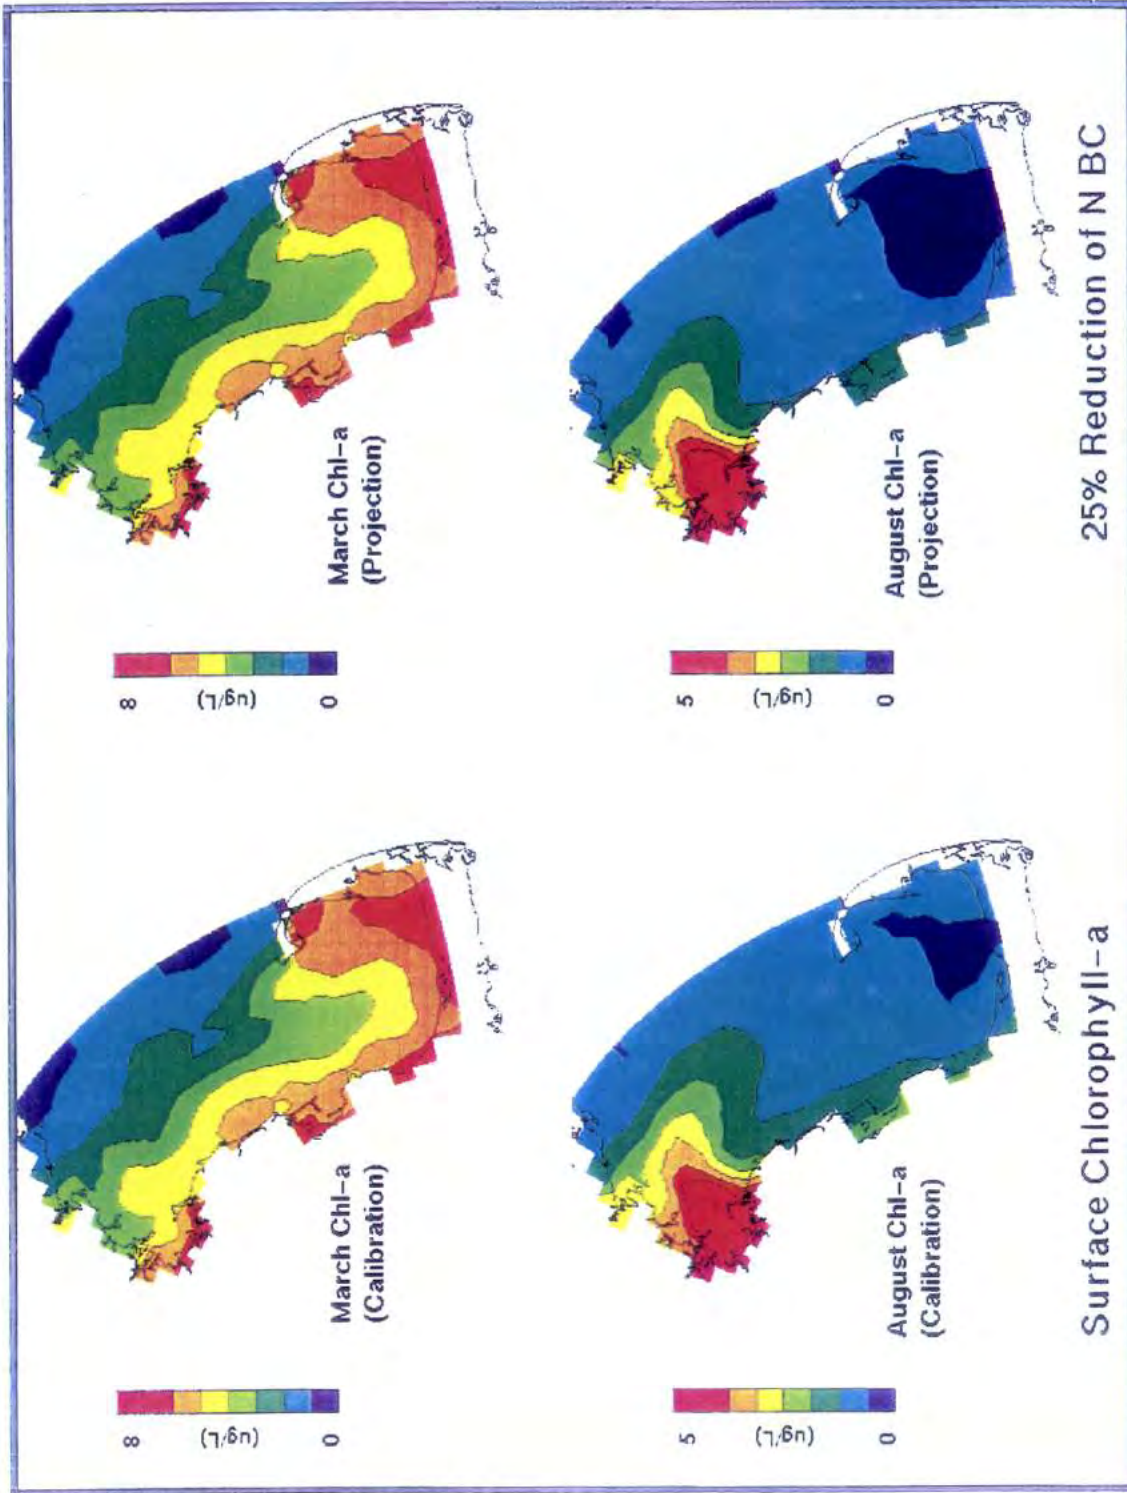 8
(ug/L)
0
March Chl-a
(Calibration)
8
(ug/L)
0
March Chl-a
(Projection)
5
(ug/L)
0
August Chl-a
(Calibration)
5
(ug/L)
0
August Chl-a
(Projection)
Surface Chlorophyll-a
25% Reduction of N BC